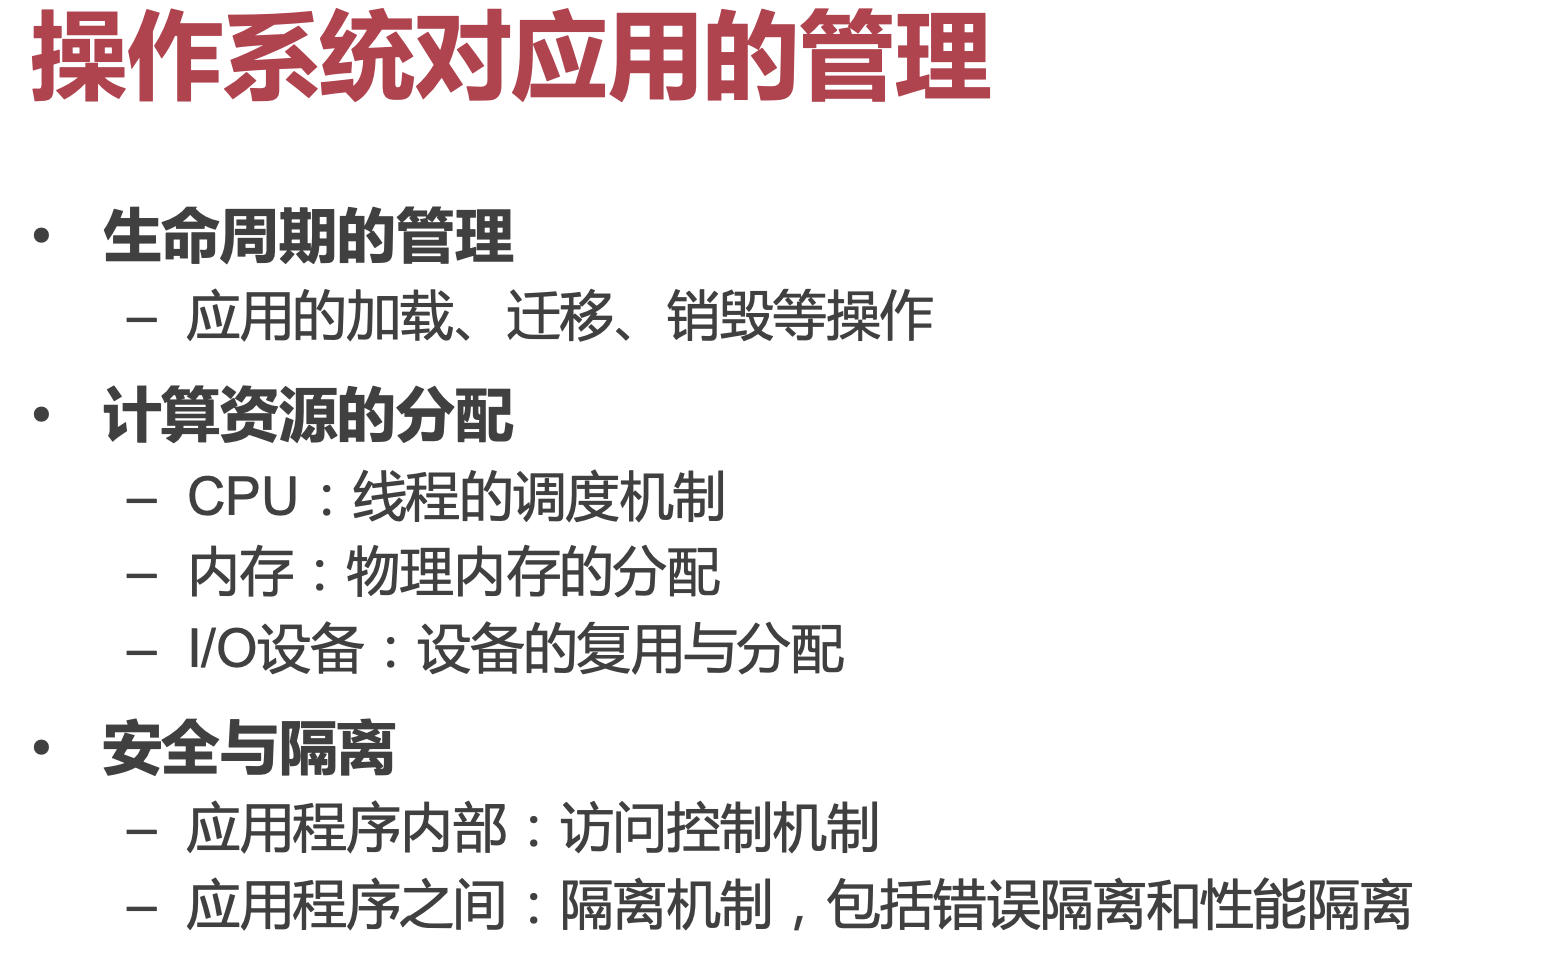 操作系统对应用的管理
• 生命周期的管理
– 应用的加载、迁移、销毁等操作
• 计算资源的分配
– CPU：线程的调度机制
– 内存：物理内存的分配
– I/O设备：设备的复用与分配
• 安全与隔离
– 应用程序内部：访问控制机制
– 应用程序之间：隔离机制，包括错误隔离和性能隔离